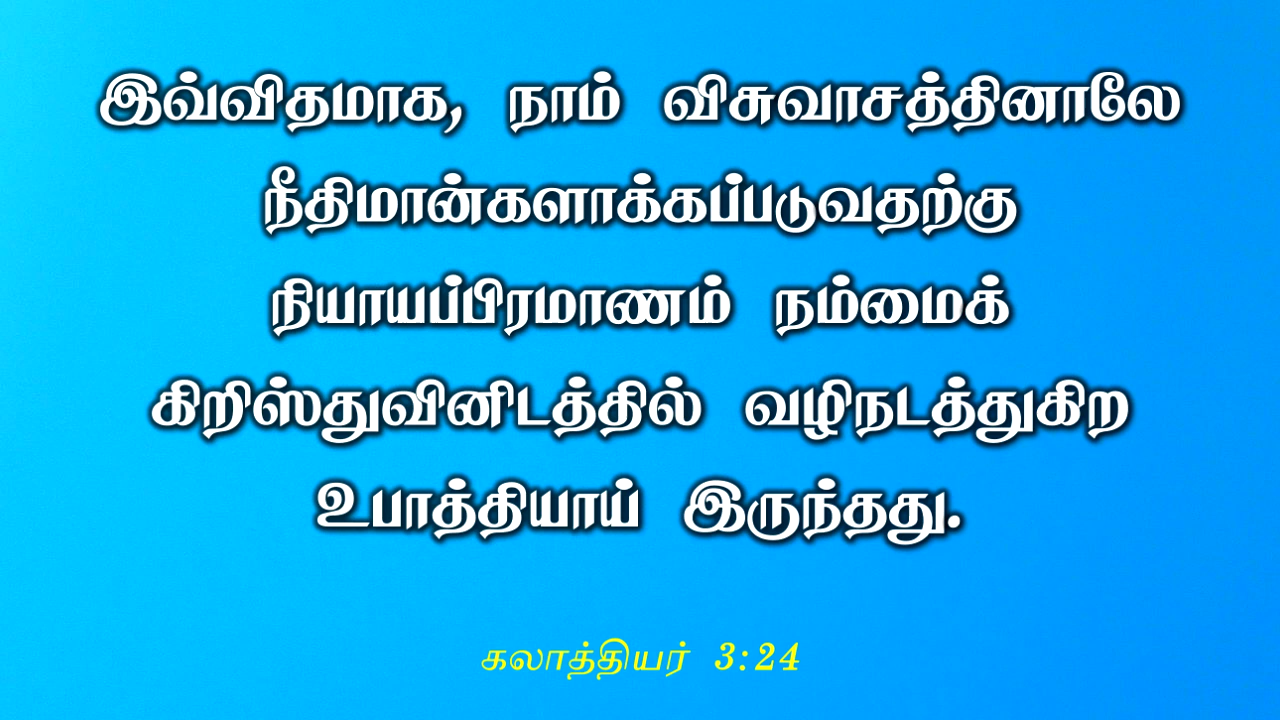 இவ்விதமாக, நாம் விசுவாசத்தினாலே
நீதிமான்களாக்கப்படுவதற்கு
நியாயப்பிரமாணம் நம்மைக்
கிறிஸ்துவினிடத்தில் வழிநடத்துகிற
உபாத்தியாய் இருந்தது.
கலாத்தியர் 3:24